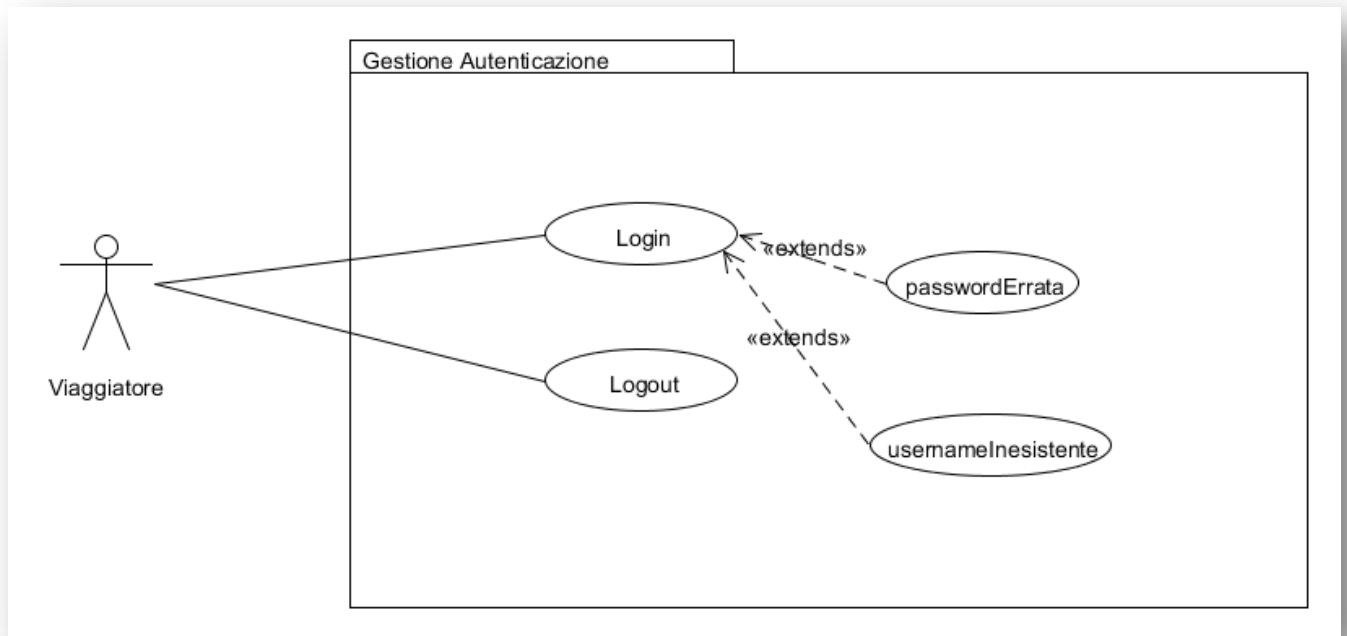 Gestione Autenticazione
Login
«extends»
passwordErrata
«extends»
Logout
Viaggiatore
usernameInesistente